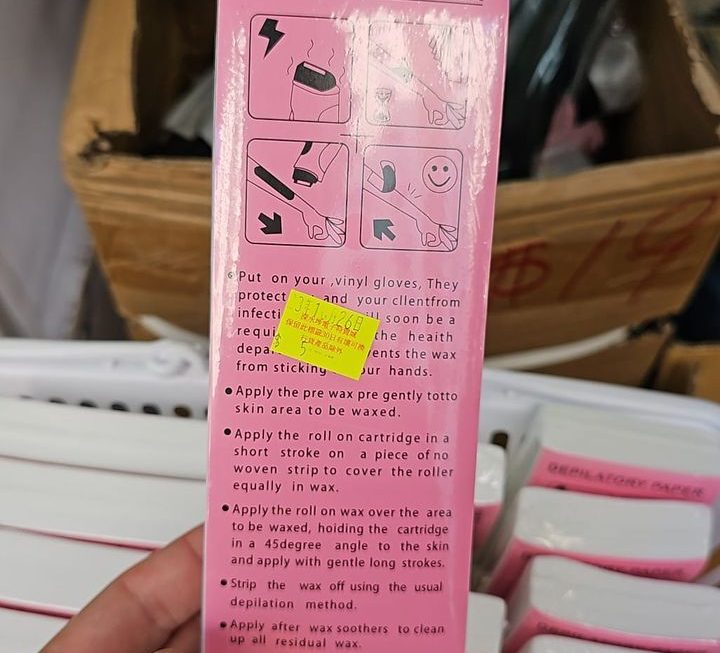 Put on your ,vinyl gloves, They
protect and your cllentfrom
infecti ill soon be a
requi the heaith
depa ents the wax
from sticking our hands.
Apply the pre wax pre gently totto
skin area to be waxed.
Apply the roll on cartridge in a
short stroke on a piece of no
woven strip to cover the roller
equally in wax.
Apply the roll on wax over the area
to be waxed, hoiding the cartridge
in a 45degree angle to the skin
and apply with gentle long strokes.
Strip the wax off using the usual
depilation method.
Apply after wax soothers to clean
up all residual wax.
$19
5
DEPILATORY PAPER